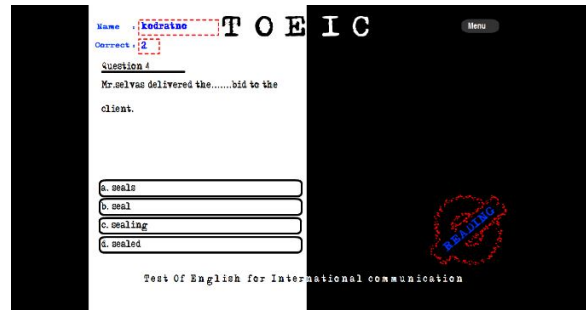 TOEIC
Menu
Name : kodratno
Correct : 2
Question 4
Mr.selvas delivered the.......bid to the
client.
a. seals
b. seal
c. sealing
d. sealed
READING
Test Of English for International communication